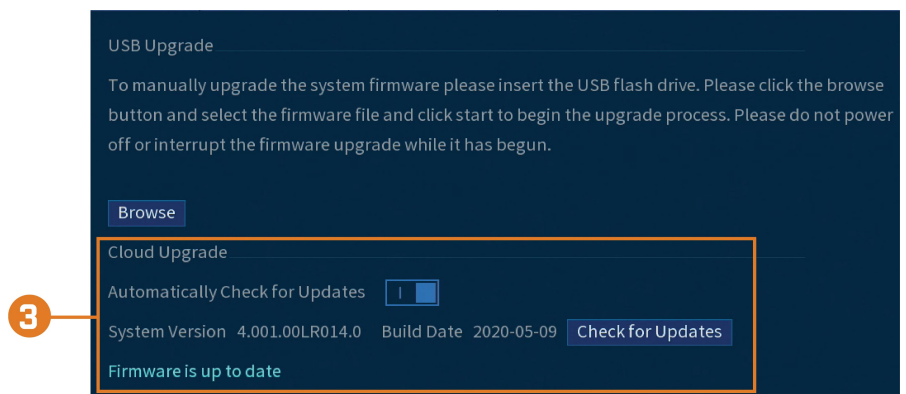 USB Upgrade
To manually upgrade the system firmware please insert the USB flash drive. Please click the browse
button and select the firmware file and click start to begin the upgrade process. Please do not power
off or interrupt the firmware upgrade while it has begun.
Browse
Cloud Upgrade
Automatically Check for Updates
3
System Version 4.001.00LR014.0 Build Date 2020-05-09 Check for Updates
Firmware is up to date